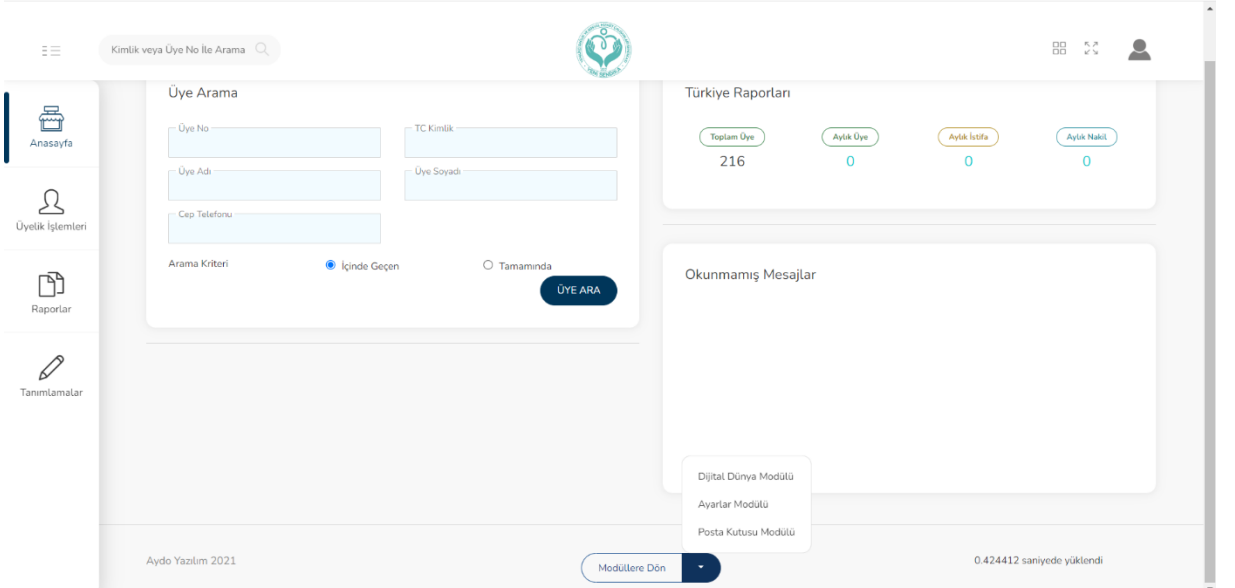 Kimlik veya Üye No İle Arama
YENİ SENDİKA
Anasayfa
Üyelik İşlemleri
Raporlar
Tanımlamalar
Üye Arama
Üye No
TC Kimlik
Üye Adı
Üye Soyadı
Cep Telefonu
Arama Kriteri
İçinde Geçen
Tamamında
ÜYE ARA
Türkiye Raporları
Toplam Üye
Aylık Üye
Aylık İstifa
Aylık Nakil
216
0
0
0
Okunmamış Mesajlar
Dijital Dünya Modülü
Ayarlar Modülü
Posta Kutusu Modülü
Aydo Yazılım 2021
Modüllere Dön
0.424412 saniyede yüklendi